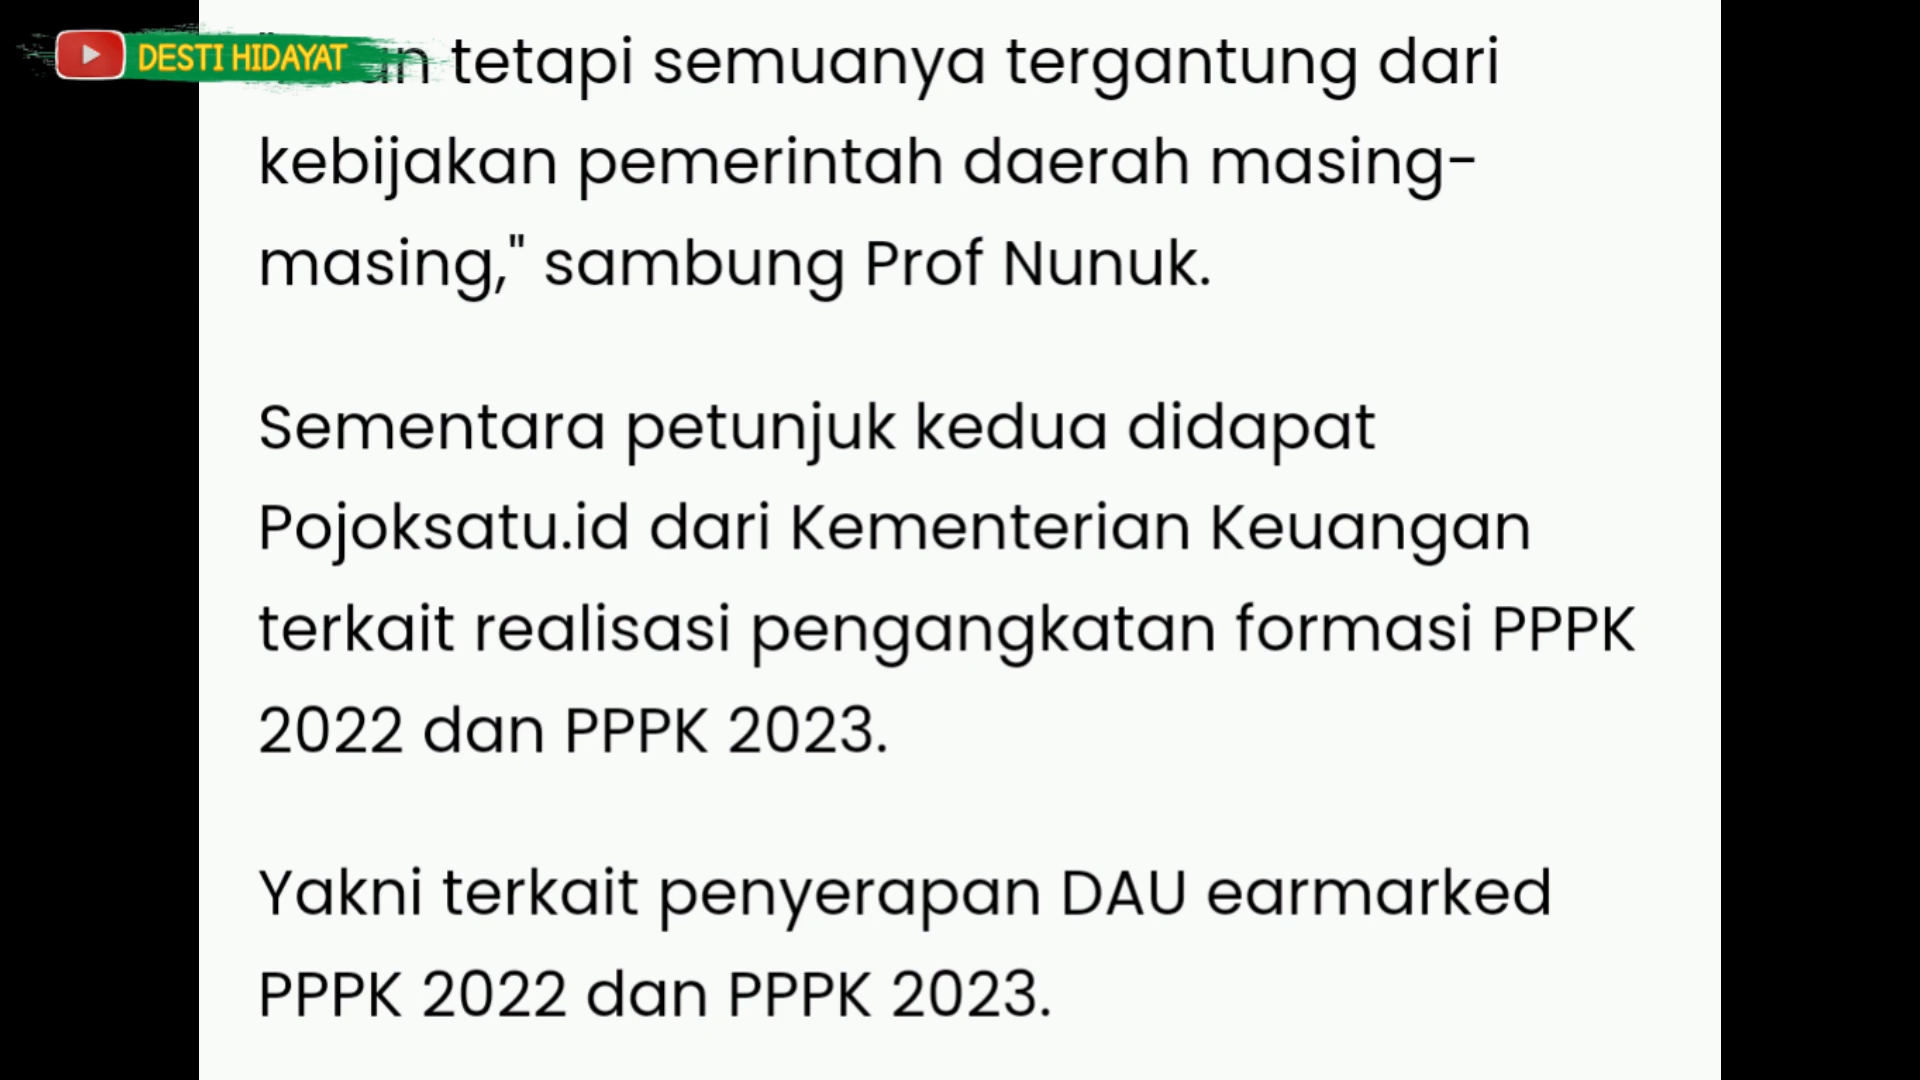 DESTI HIDAYAT
tetapi semuanya tergantung dari
kebijakan pemerintah daerah masing-
masing," sambung Prof Nunuk.
Sementara petunjuk kedua didapat
Pojoksatu.id dari Kementerian Keuangan
terkait realisasi pengangkatan formasi PPPK
2022 dan PPPK 2023.
Yakni terkait penyerapan DAU earmarked
PPPK 2022 dan PPPK 2023.